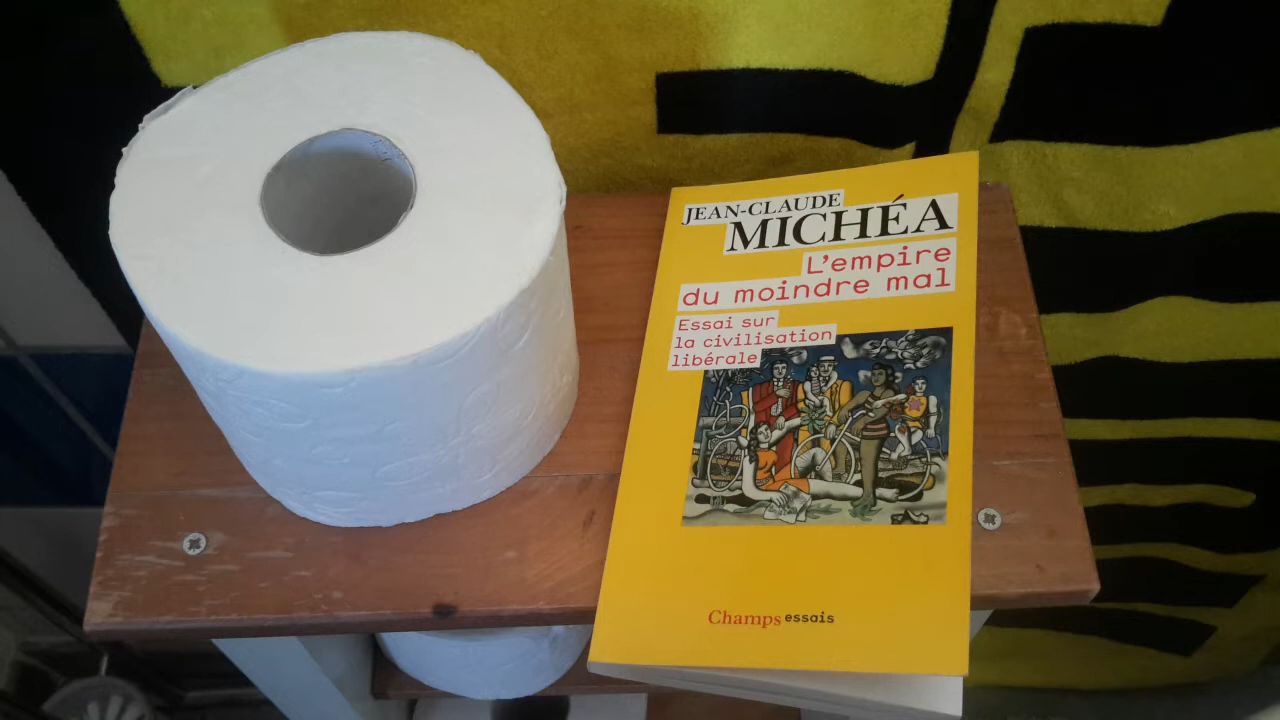 JEAN-CLAUDE
MICHÉA
L'empire
du moindre mal
Essai sur
la civilisation
libérale
Champs essais